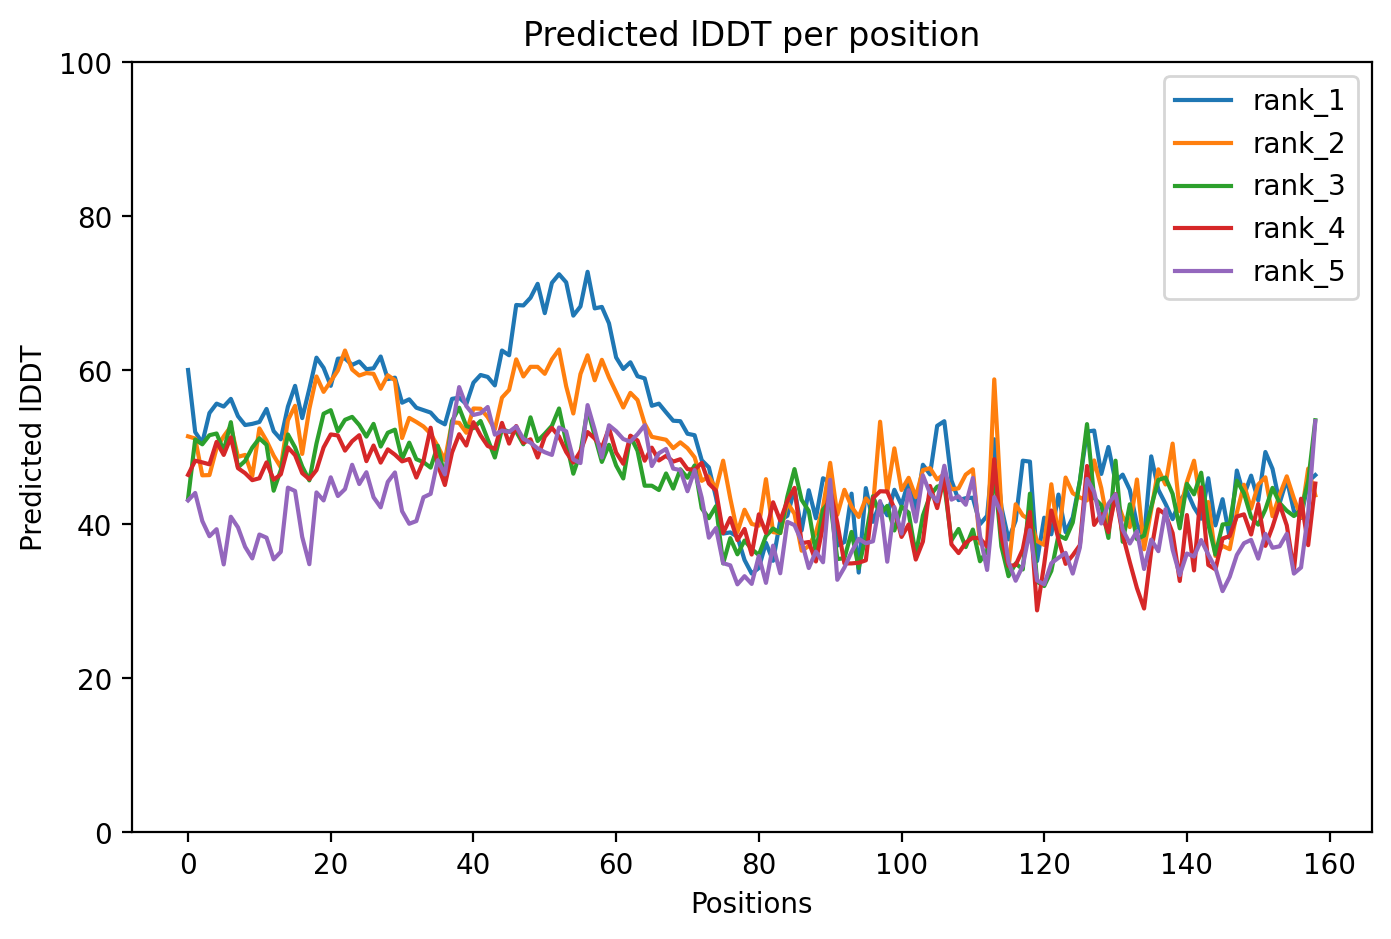 Predicted lDDT per position
100
80
60
40
20
0
Predicted lDDT
0 20 40 60 80 100 120 140 160
Positions
rank_1
rank_2
rank_3
rank_4
rank_5